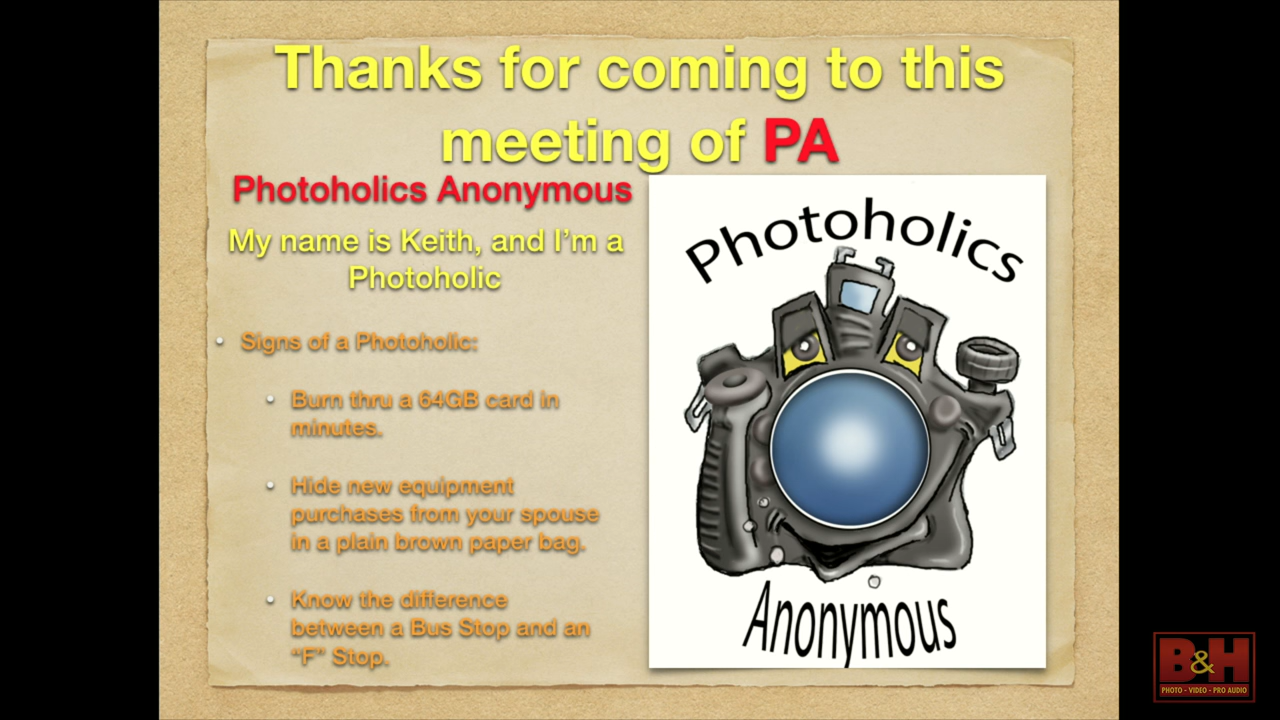 Thanks for coming to this
meeting of PA
Photoholics Anonymous
My name is Keith, and I'm a
Photoholic
• Signs of a Photoholic:
• Burn thru a 64GB card in
minutes.
• Hide new equipment
purchases from your spouse
in a plain brown paper bag.
• Know the difference
between a Bus Stop and an
“F” Stop.
Photoholics
Anonymous
B&H
PHOTO - VIDEO - PRO AUDIO